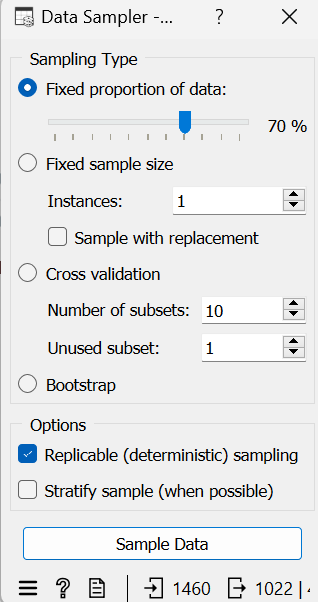 Data Sampler -...
Sampling Type
Fixed proportion of data:
70 %
Fixed sample size
Instances: 1
Sample with replacement
Cross validation
Number of subsets: 10
Unused subset: 1
Bootstrap
Options
Replicable (deterministic) sampling
Stratify sample (when possible)
Sample Data
1460 1022 |